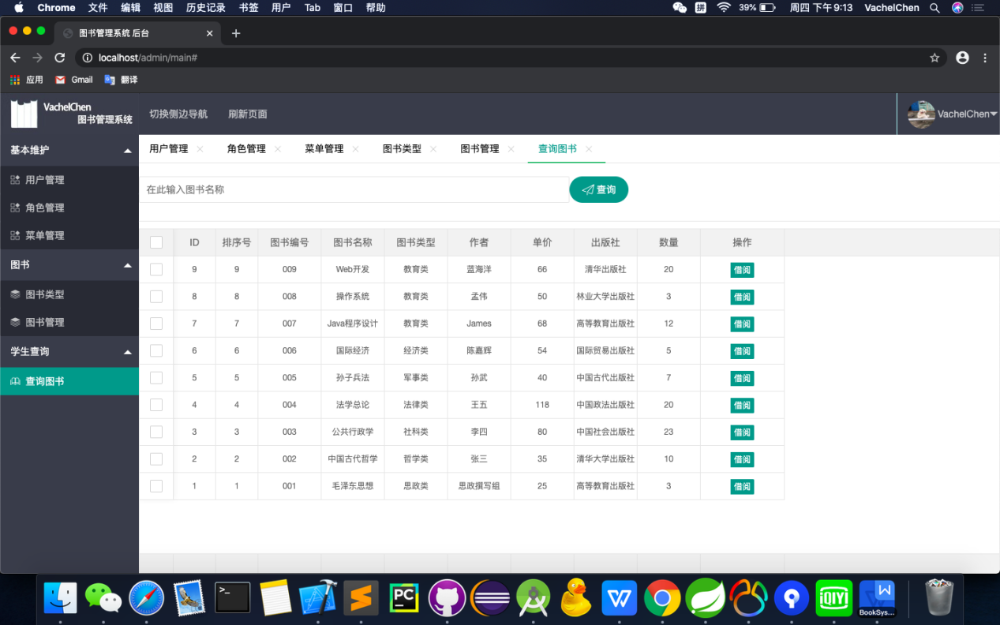 Chrome 文件 编辑 视图 历史记录 书签 用户 Tab 窗口 帮助 拼 39% 周四下午9:13 VachelChen
图书管理系统 后台
localhost/admin/main#
应用 Gmail 翻译
VachelChen
图书管理系统
切换侧边导航 刷新页面 VachelChen
基本维护
用户管理
角色管理
菜单管理
图书
图书类型
图书管理
学生查询
查询图书
用户管理 角色管理 菜单管理 图书类型 图书管理 查询图书
在此输入图书名称 查询
ID 排序号 图书编号 图书名称 图书类型 作者 单价 出版社 数量 操作
9 9 009 Web开发 教育类 蓝海洋 66 清华出版社 20 借阅
8 8 008 操作系统 教育类 孟伟 50 林业大学出版社 3 借阅
7 7 007 Java程序设计 教育类 James 68 高等教育出版社 12 借阅
6 6 006 国际经济 经济类 陈嘉辉 54 国际贸易出版社 5 借阅
5 5 005 孙子兵法 军事类 孙武 40 中国古代出版社 7 借阅
4 4 004 法学总论 法律类 王五 118 中国政法出版社 20 借阅
3 3 003 公共行政学 社科类 李四 80 中国社会出版社 23 借阅
2 2 002 中国古代哲学 哲学类 张三 35 清华大学出版社 10 借阅
1 1 001 毛泽东思想 思政类 思政撰写组 25 高等教育出版社 3 借阅
PC
iQIYI
W
BookSys...